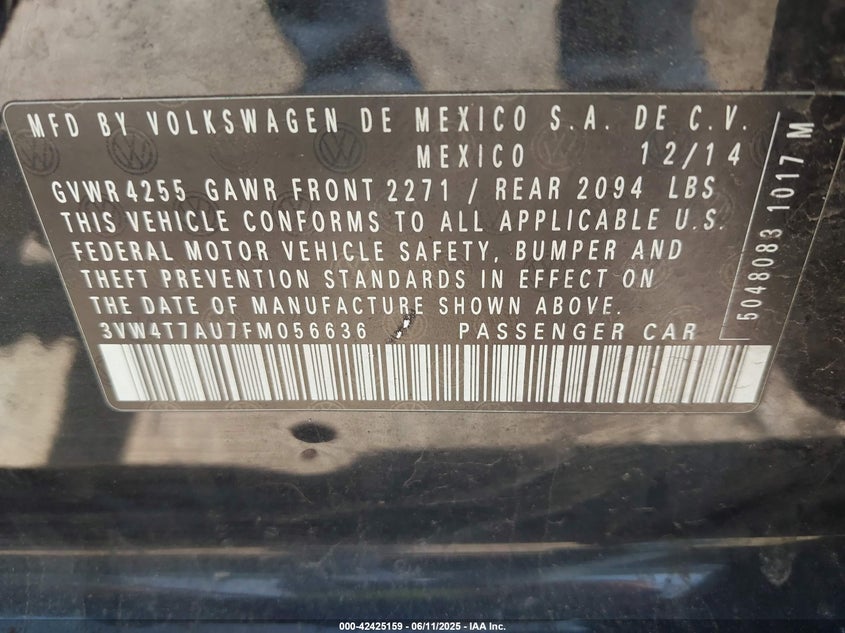 MFD BY VOLKSWAGEN DE MEXICO S.A. DE C.V.
MEXICO 12/14
GVWR 4255 GAWR FRONT 2271 / REAR 2094 LBS
THIS VEHICLE CONFORMS TO ALL APPLICABLE U.S.
FEDERAL MOTOR VEHICLE SAFETY, BUMPER AND
THEFT PREVENTION STANDARDS IN EFFECT ON
THE DATE OF MANUFACTURE SHOWN ABOVE.
3VW4T7AU7FM056636 PASSENGER CAR
5048083 1017 M
000-42425159 - 06/11/2025 - IAA Inc.